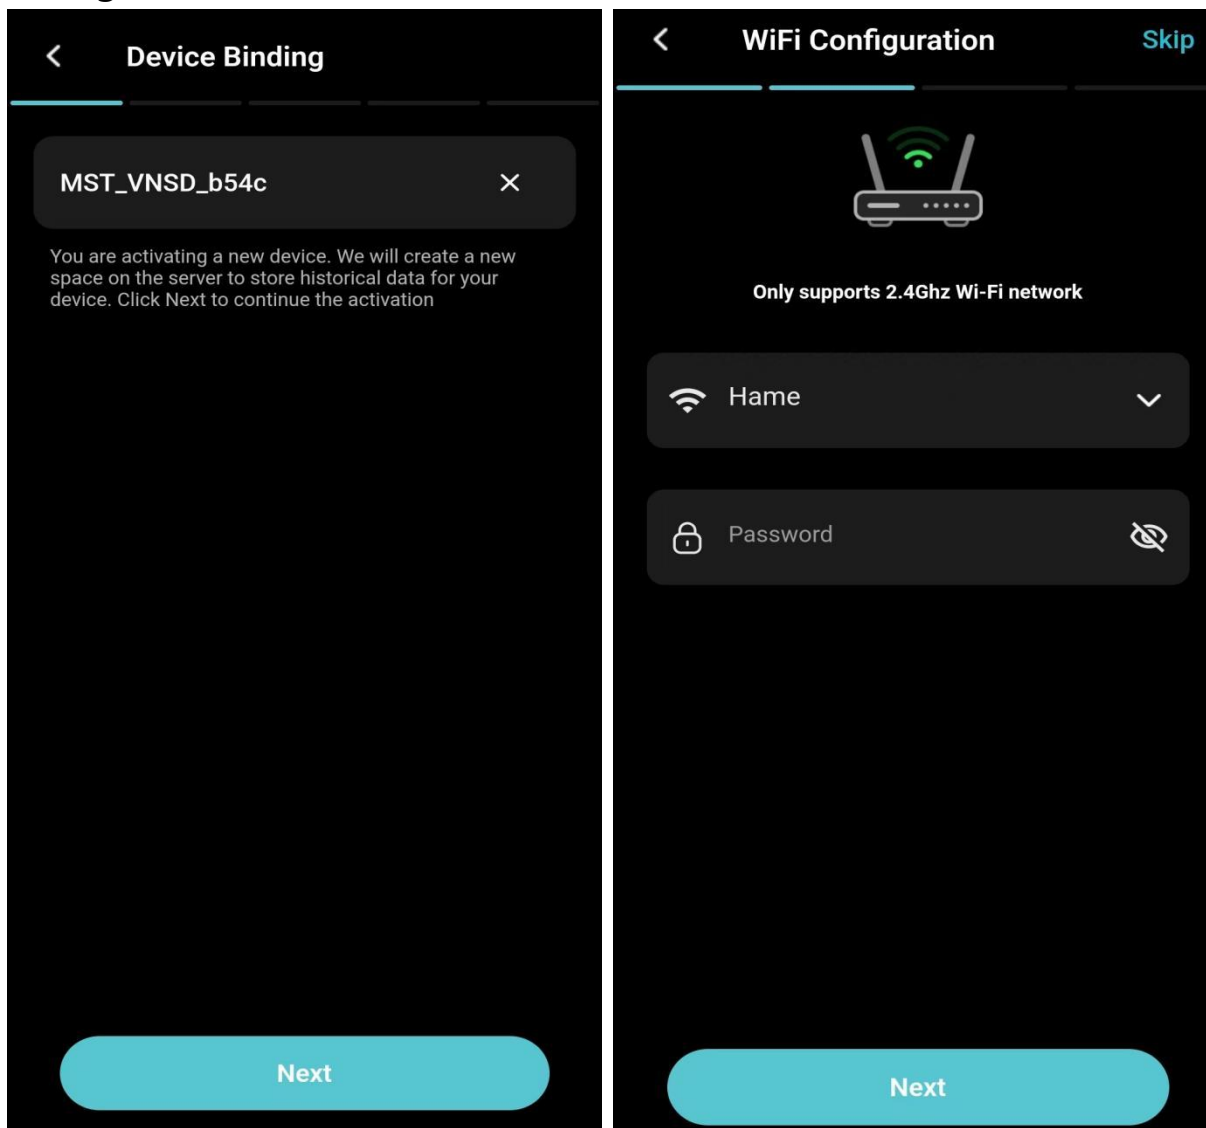 Device Binding
MST_VNSD_b54c
You are activating a new device. We will create a new
space on the server to store historical data for your
device. Click Next to continue the activation
Next
WiFi Configuration
Skip
Only supports 2.4Ghz Wi-Fi network
Hame
Password
Next